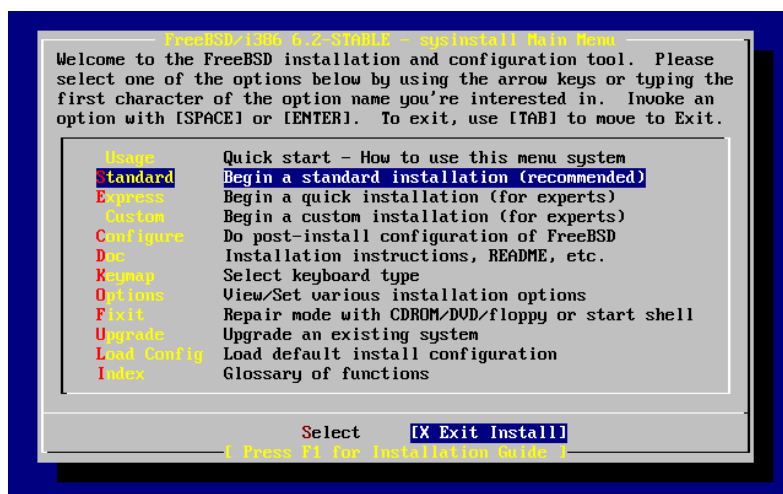 FreeBSD/i386 6.2-STABLE - sysinstall Main Menu
Welcome to the FreeBSD installation and configuration tool. Please
select one of the options below by using the arrow keys or typing the
first character of the option name you're interested in. Invoke an
option with [SPACE] or [ENTER]. To exit, use [TAB] to move to Exit.
Usage Quick start - How to use this menu system
Standard Begin a standard installation (recommended)
Express Begin a quick installation (for experts)
Custom Begin a custom installation (for experts)
Configure Do post-install configuration of FreeBSD
Doc Installation instructions, README, etc.
Keymap Select keyboard type
Options View/Set various installation options
Fixit Repair mode with CDROM/DVD/floppy or start shell
Upgrade Upgrade an existing system
Load Config Load default install configuration
Index Glossary of functions
Select [X Exit Install]
[ Press F1 for Installation Guide ]